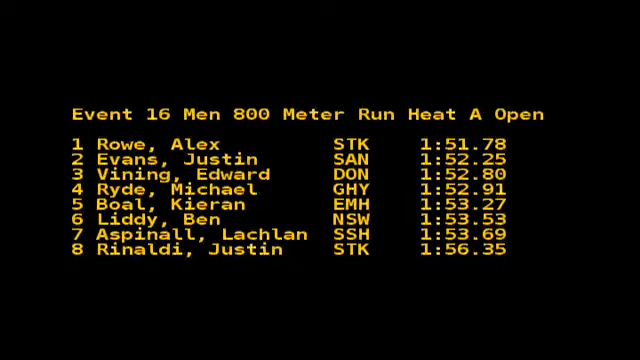 Event 16 Men 800 Meter Run Heat A Open
1 Rowe, Alex STK 1:51.78
2 Evans, Justin SAN 1:52.25
3 Vining, Edward DON 1:52.80
4 Ryde, Michael GHY 1:52.91
5 Boal, Kieran EMH 1:53.27
6 Liddy, Ben NSW 1:53.53
7 Aspinall, Lachlan SSH 1:53.69
8 Rinaldi, Justin STK 1:56.35